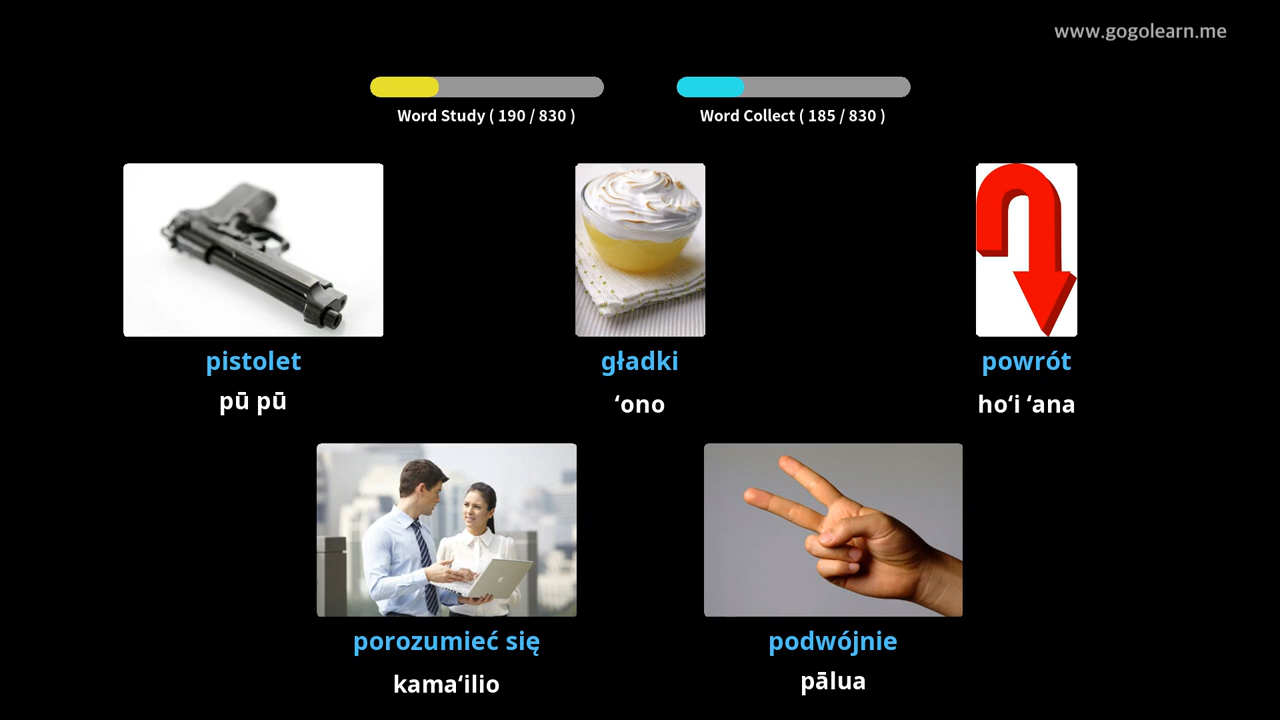 www.gogolearn.me
Word Study ( 190 / 830 )
Word Collect ( 185 / 830 )
pistolet
pū pū
gładki
ʻono
powrót
hoʻi ʻana
porozumieć się
kamaʻilio
podwójnie
pālua